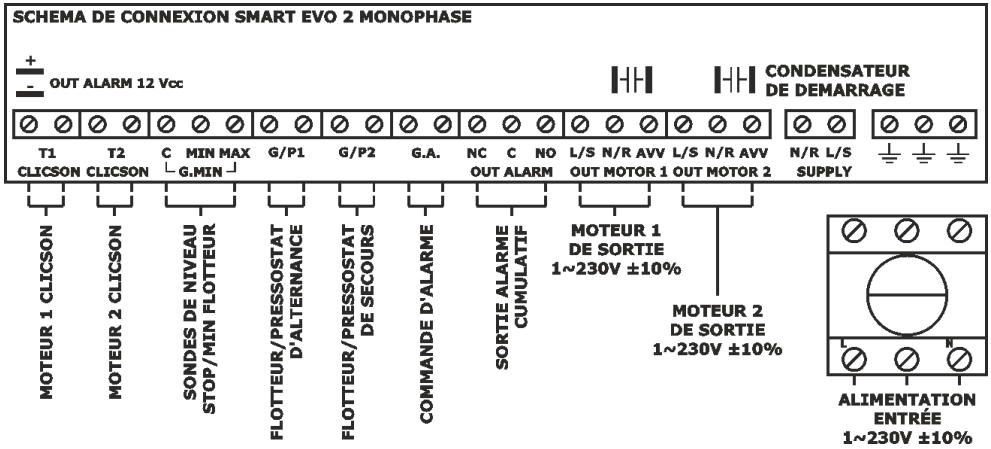 SCHEMA DE CONNEXION SMART EVO 2 MONOPHASE
+
-
OUT ALARM 12 Vcc
CONDENSATEUR
DE DEMARRAGE
T1 T2 C MIN MAX G/P1 G/P2 G.A. NC C NO L/S N/R AVV L/S N/R AVV N/R L/S
CLICSON CLICSON G.MIN OUT ALARM OUT MOTOR 1 OUT MOTOR 2 SUPPLY
MOTEUR 1 CLICSON
MOTEUR 2 CLICSON
SONDES DE NIVEAU
STOP/MIN FLOTTEUR
FLOTTEUR/PRESSOSTAT
D'ALTERNANCE
FLOTTEUR/PRESSOSTAT
DE SECOURS
COMMANDE D'ALARME
SORTIE ALARME
CUMULATIF
MOTEUR 1
DE SORTIE
1~230V ±10%
MOTEUR 2
DE SORTIE
1~230V ±10%
L N
ALIMENTATION
ENTRÉE
1~230V ±10%